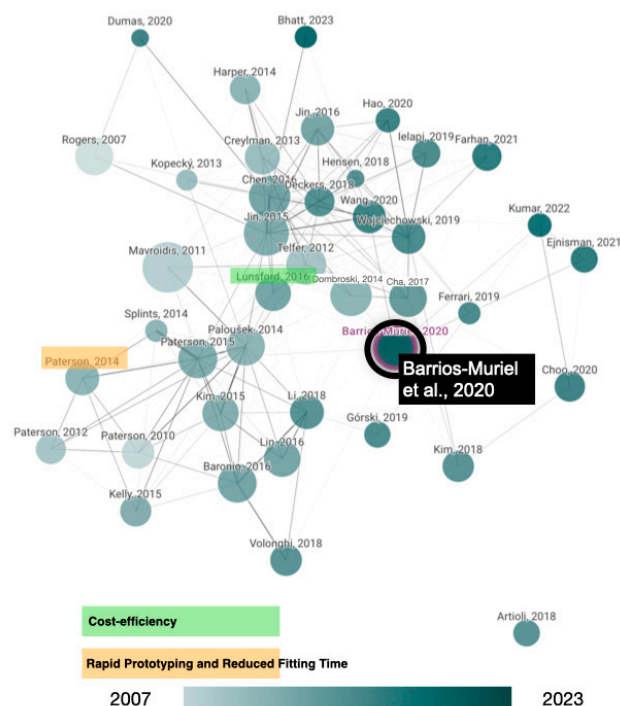 Dumas, 2020
Bhatt, 2023
Harper, 2014
Jin, 2016
Hao, 2020
Rogers, 2007
Creylman, 2013
Ielapi, 2019
Farhan, 2021
Kopecký, 2013
Hensen, 2018
Chen, 2016
Deckers, 2018
Wang, 2020
Jin, 2015
Wojciechowski, 2019
Kumar, 2022
Mavroidis, 2011
Telfer, 2012
Ejnisman, 2021
Lunsford, 2016
Dombroski, 2014
Cha, 2017
Splints, 2014
Ferrari, 2019
Paterson, 2015
Paloušek, 2014
Barrios-Muriel, 2020
Paterson, 2014
Barrios-Muriel
et al., 2020
Choo, 2020
Kim, 2015
Li, 2018
Górski, 2019
Paterson, 2012
Paterson, 2010
Lin, 2016
Kim, 2018
Baronio, 2016
Kelly, 2015
Volonghi, 2018
Artioli, 2018
Cost-efficiency
Rapid Prototyping and Reduced Fitting Time
2007
2023